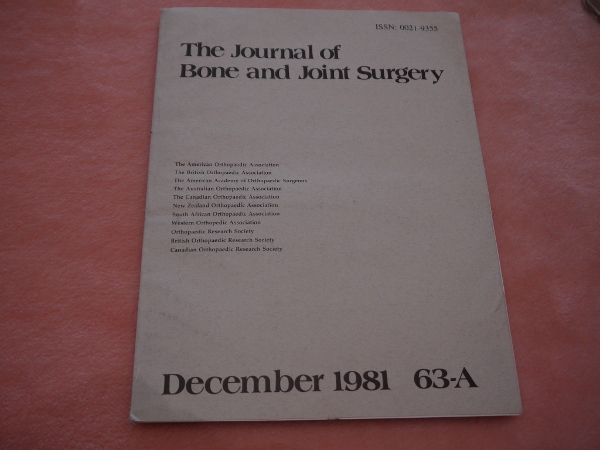 ISSN: 0021-9355
The Journal of
Bone and Joint Surgery
The American Orthopaedic Association
The British Orthopaedic Association
The American Academy of Orthopaedic Surgeons
The Australian Orthopaedic Association
The Canadian Orthopaedic Association
New Zealand Orthopaedic Association
South African Orthopaedic Association
Western Orthopedic Association
Orthopaedic Research Society
British Orthopaedic Research Society
Canadian Orthopaedic Research Society
December 1981 63-A